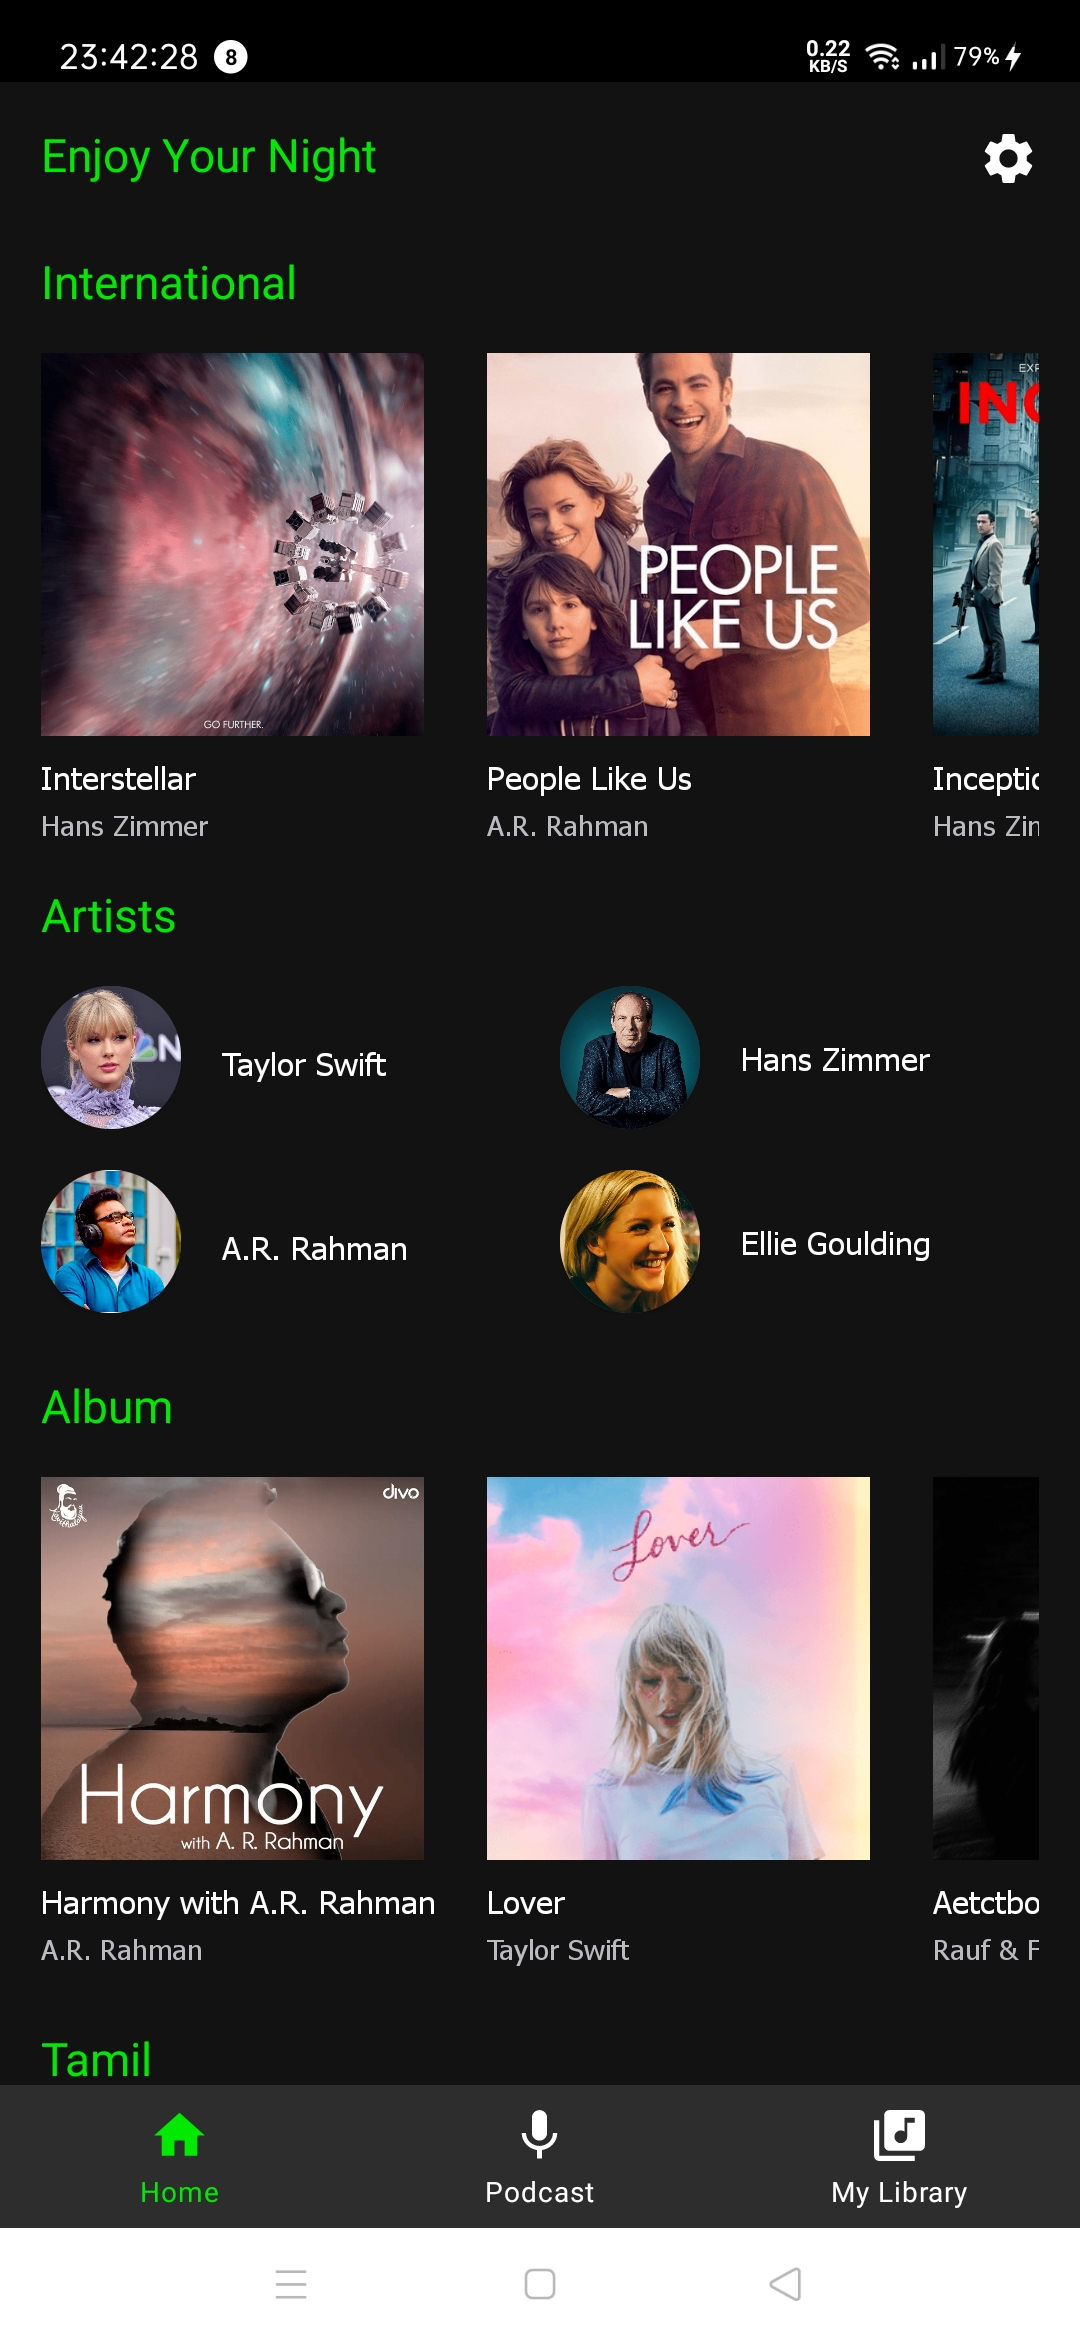 23:42:28 8 0.22 KB/S 79%
Enjoy Your Night
International
GO FURTHER.
PEOPLE
LIKE US
EXP
INC
Interstellar
People Like Us
Inceptio
Hans Zimmer
A.R. Rahman
Hans Zin
Artists
Taylor Swift
Hans Zimmer
A.R. Rahman
Ellie Goulding
Album
divo
Harmony
with A. R. Rahman
Lover
Harmony with A.R. Rahman
Lover
Aetctbo
A.R. Rahman
Taylor Swift
Rauf & F
Tamil
Home
Podcast
My Library